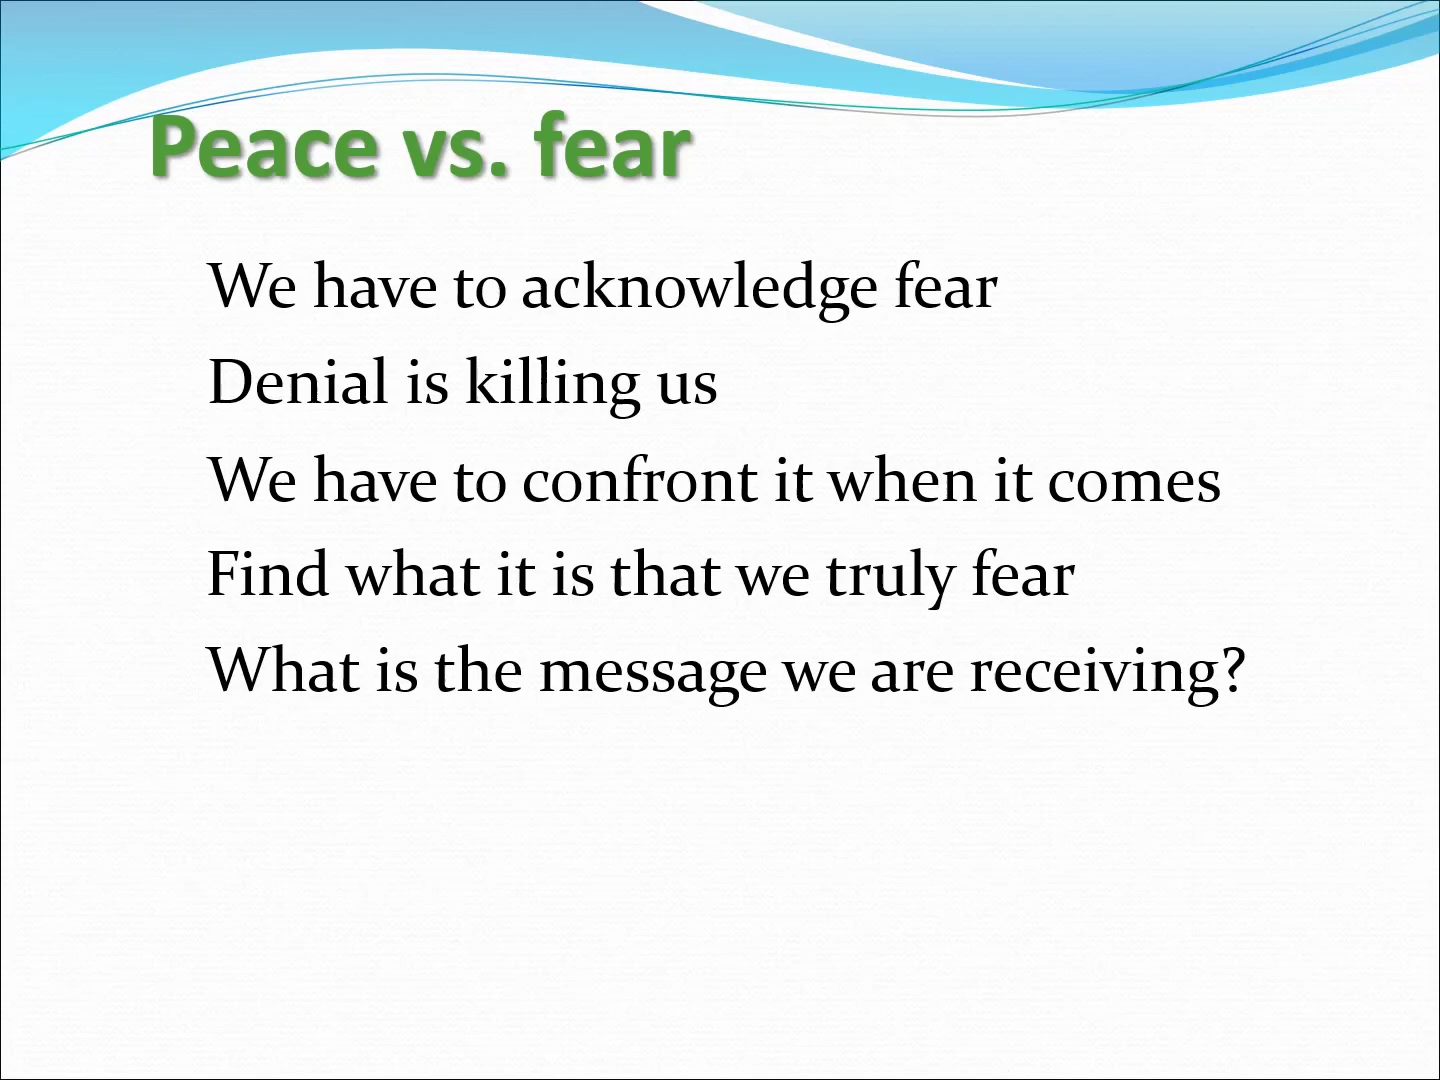 Peace vs. fear
We have to acknowledge fear
Denial is killing us
We have to confront it when it comes
Find what it is that we truly fear
What is the message we are receiving?